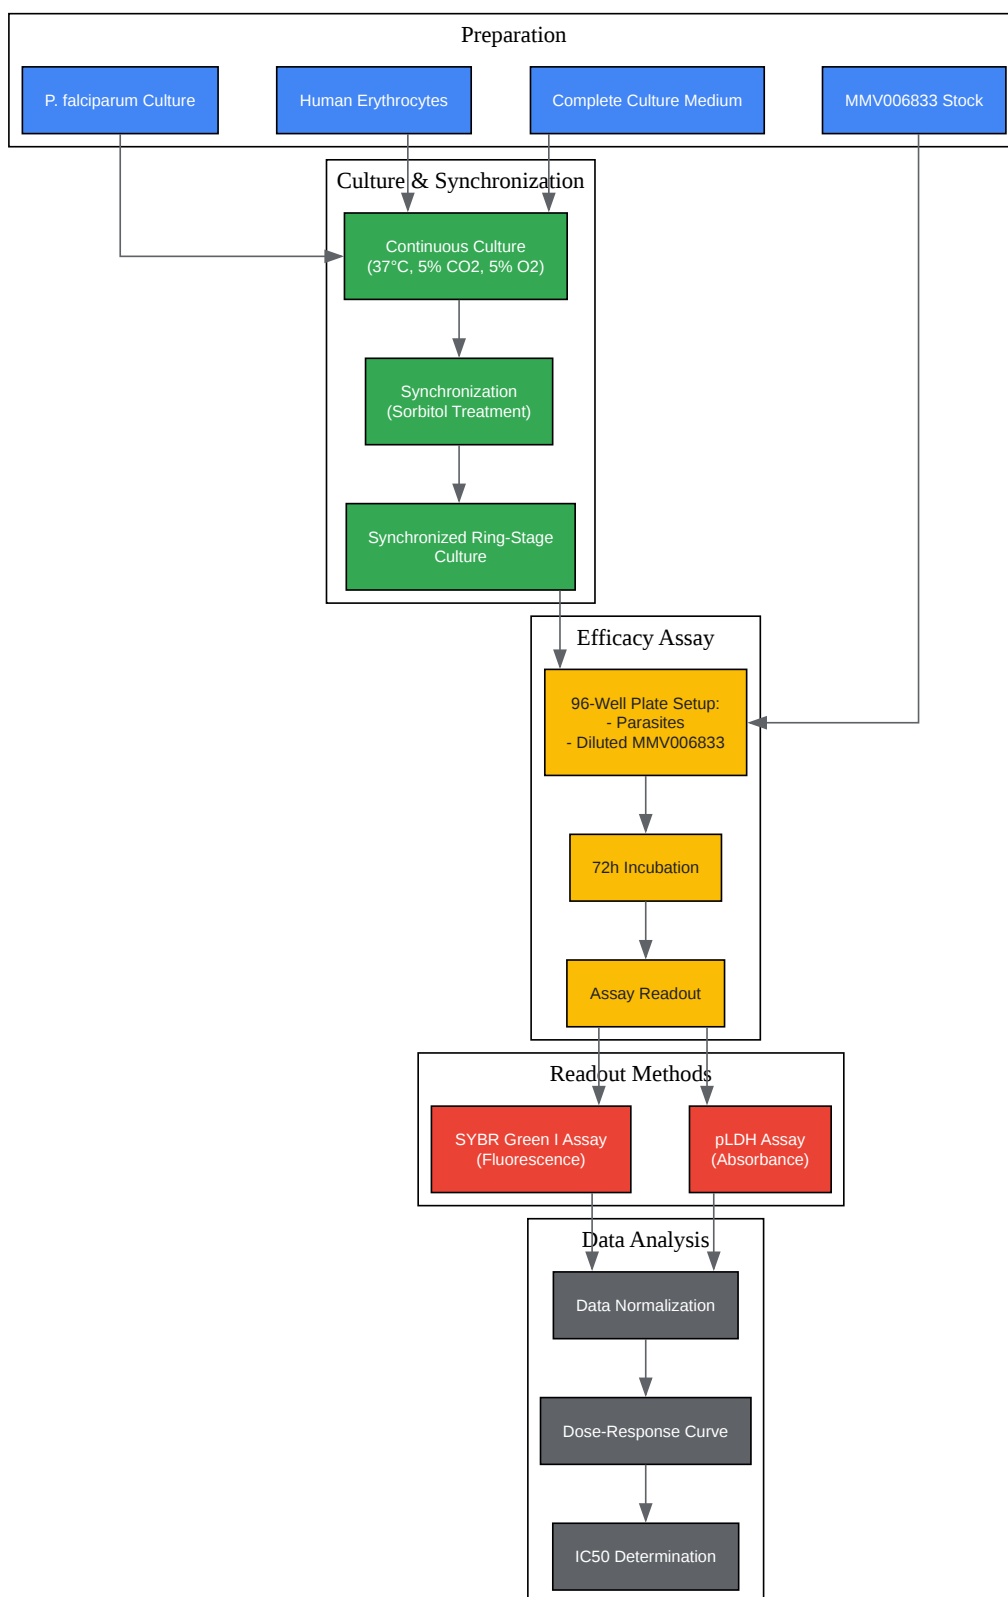 Preparation
P. falciparum Culture
Human Erythrocytes
Complete Culture Medium
MMV006833 Stock
Culture & Synchronization
Continuous Culture
(37°C, 5% CO2, 5% O2)
Synchronization
(Sorbitol Treatment)
Synchronized Ring-Stage
Culture
Efficacy Assay
96-Well Plate Setup:
- Parasites
- Diluted MMV006833
72h Incubation
Assay Readout
Readout Methods
SYBR Green I Assay
(Fluorescence)
pLDH Assay
(Absorbance)
Data Analysis
Data Normalization
Dose-Response Curve
IC50 Determination